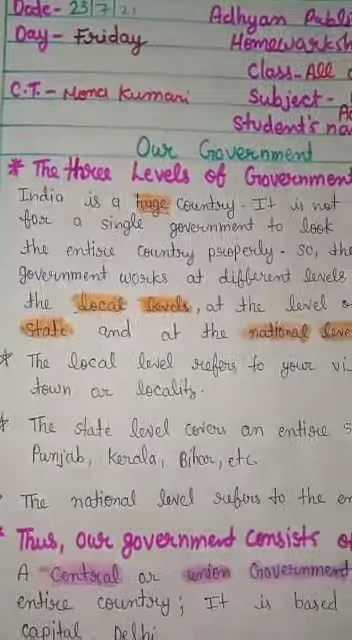 Date- 23/7/21 Adhyan Publi
Day- Friday Homewarksh
Class-All
C.T.- Mona Kumari Subject-
Student's na
Our Government
* The three Levels of Government
India is a huge country. It is not
for a single government to look
the entire country properly. so, the
government works at different levels
the local levels, at the level o
state and at the national leve
* The local level refers to your vi
town or locality.
* The state level covers an entire s
Punjab, Kerala, Bihar, etc
The national level refers to the en
* Thus, our government consists of
A Central or union Government
entire country; It is based
capital Delhi